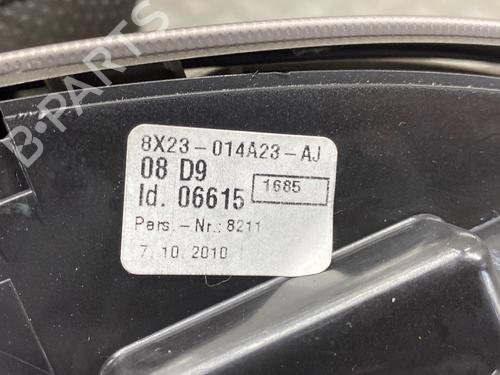 B-PARTS
8X23-014A23-AJ
08 D9
Id. 06615 1685
Pers.-Nr.: 8211
7.10.2010